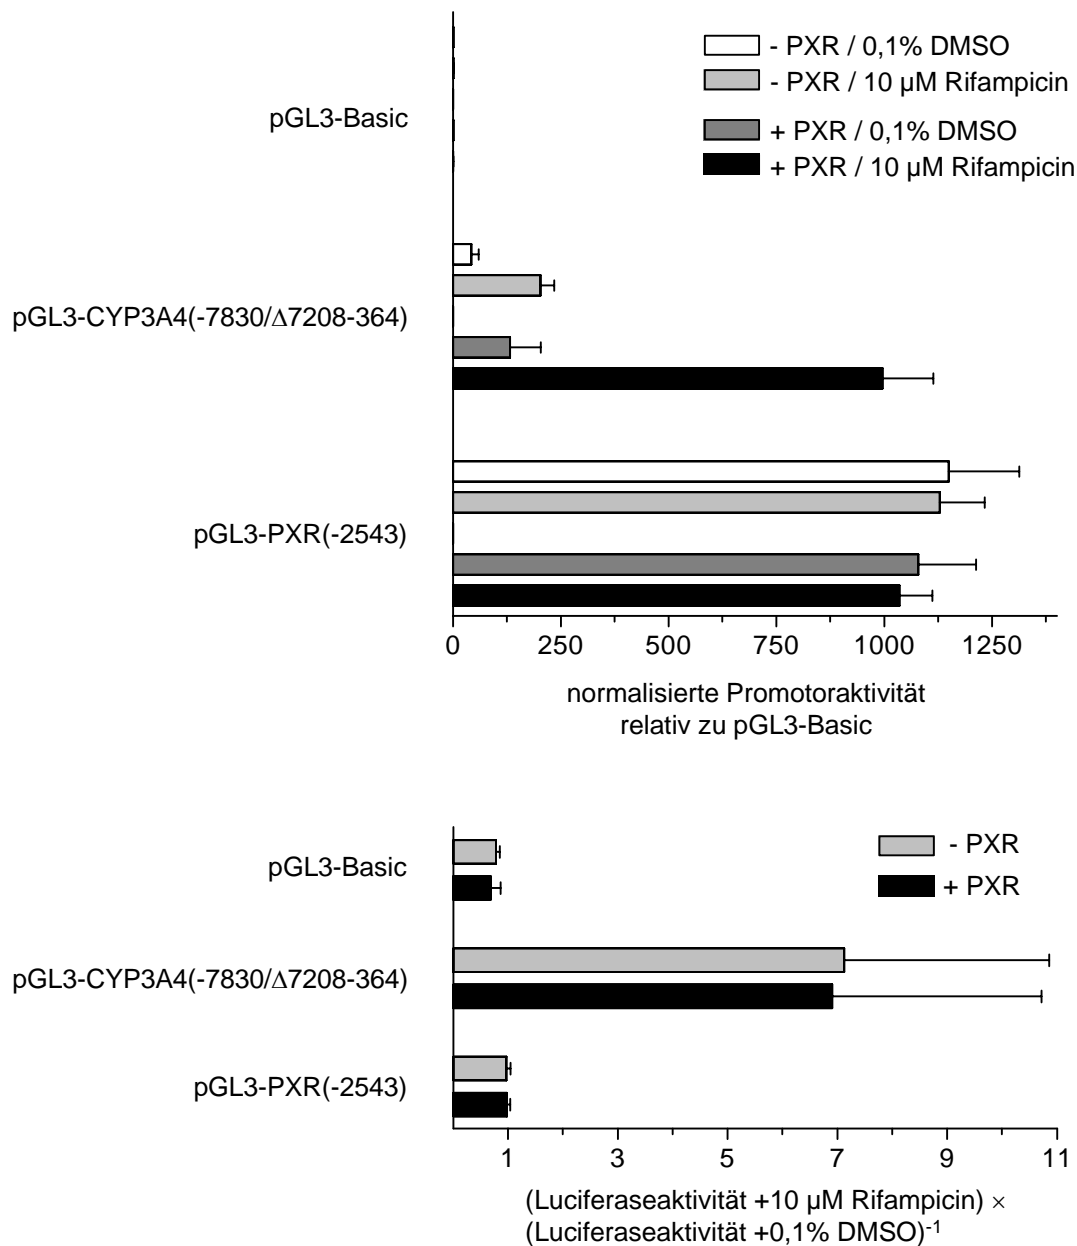 - PXR / 0,1% DMSO
- PXR / 10 µM Rifampicin
+ PXR / 0,1% DMSO
+ PXR / 10 µM Rifampicin
pGL3-Basic
pGL3-CYP3A4(-7830/Δ7208-364)
pGL3-PXR(-2543)
0 250 500 750 1000 1250
normalisierte Promotoraktivität
relativ zu pGL3-Basic
- PXR
+ PXR
pGL3-Basic
pGL3-CYP3A4(-7830/Δ7208-364)
pGL3-PXR(-2543)
1 3 5 7 9 11
(Luciferaseaktivität +10 µM Rifampicin) ×
(Luciferaseaktivität +0,1% DMSO)⁻¹